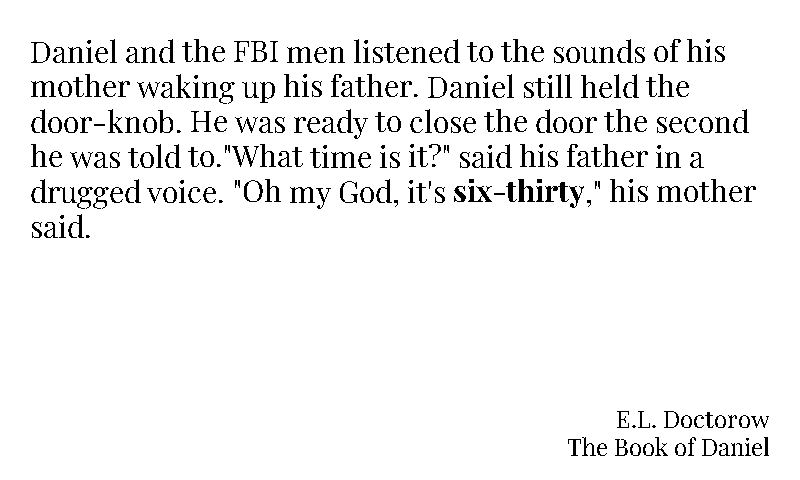 Daniel and the FBI men listened to the sounds of his
mother waking up his father. Daniel still held the
door-knob. He was ready to close the door the second
he was told to."What time is it?" said his father in a
drugged voice. "Oh my God, it's six-thirty," his mother
said.
E.L. Doctorow
The Book of Daniel